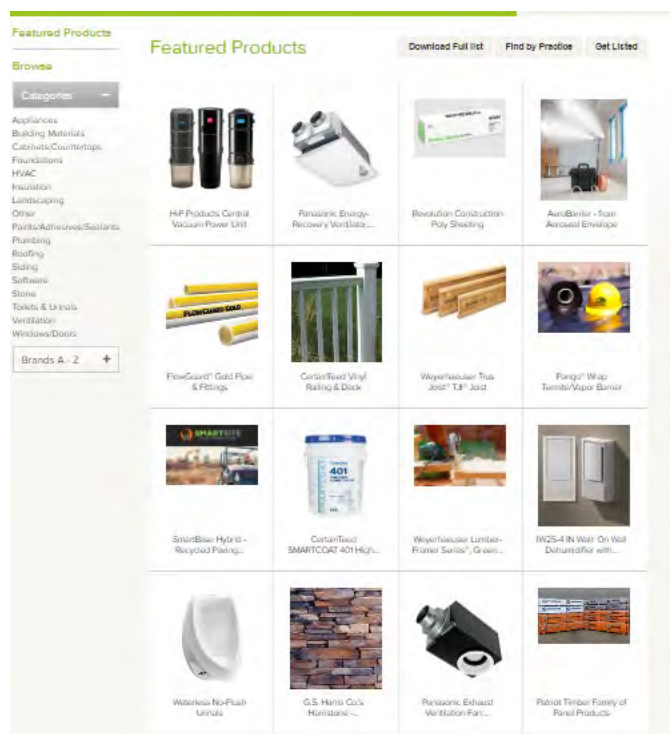 Featured Products
Browse
Categories −
Appliances
Building Materials
Cabinets/Countertops
Foundations
HVAC
Insulation
Landscaping
Other
Paints/Adhesives/Sealants
Plumbing
Roofing
Siding
Software
Stone
Toilets & Urinals
Ventilation
Windows/Doors
Brands A - Z +
Featured Products
Download Full list
Find by Practice
Get Listed
H-P Products Central
Vacuum Power Unit
Panasonic Energy-
Recovery Ventilator,...
Revolution Construction
Poly Sheeting
AeroBarrier - from
Aeroseal Envelope
FLOWGUARD GOLD
FlowGuard® Gold Pipe
& Fittings
CertainTeed Vinyl
Railing & Deck
Weyerhaeuser Trus
Joist® TJI® Joist
Pango® Wrap
Termite/Vapor Barrier
SMARTSITE
SmartBase Hybrid -
Recycled Paving...
401
CertainTeed
SMARTCOAT 401 High...
Weyerhaeuser Lumber-
Framer Series®, Green...
IW25-4 IN Wall/ On Wall
Dehumidifier with...
Waterless No-Flush
Urinals
G.S. Harris Co.'s
Harristone -...
Panasonic Exhaust
Ventilation Fan,...
Patriot Timber Family of
Panel Products